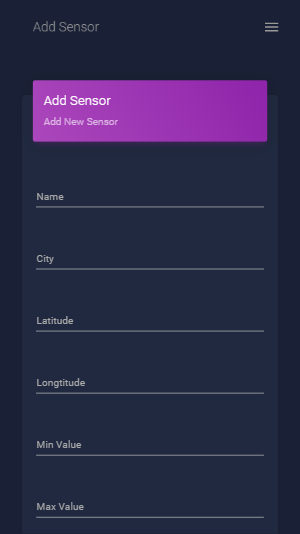 Add Sensor
Add Sensor
Add New Sensor
Name
City
Latitude
Longtitude
Min Value
Max Value